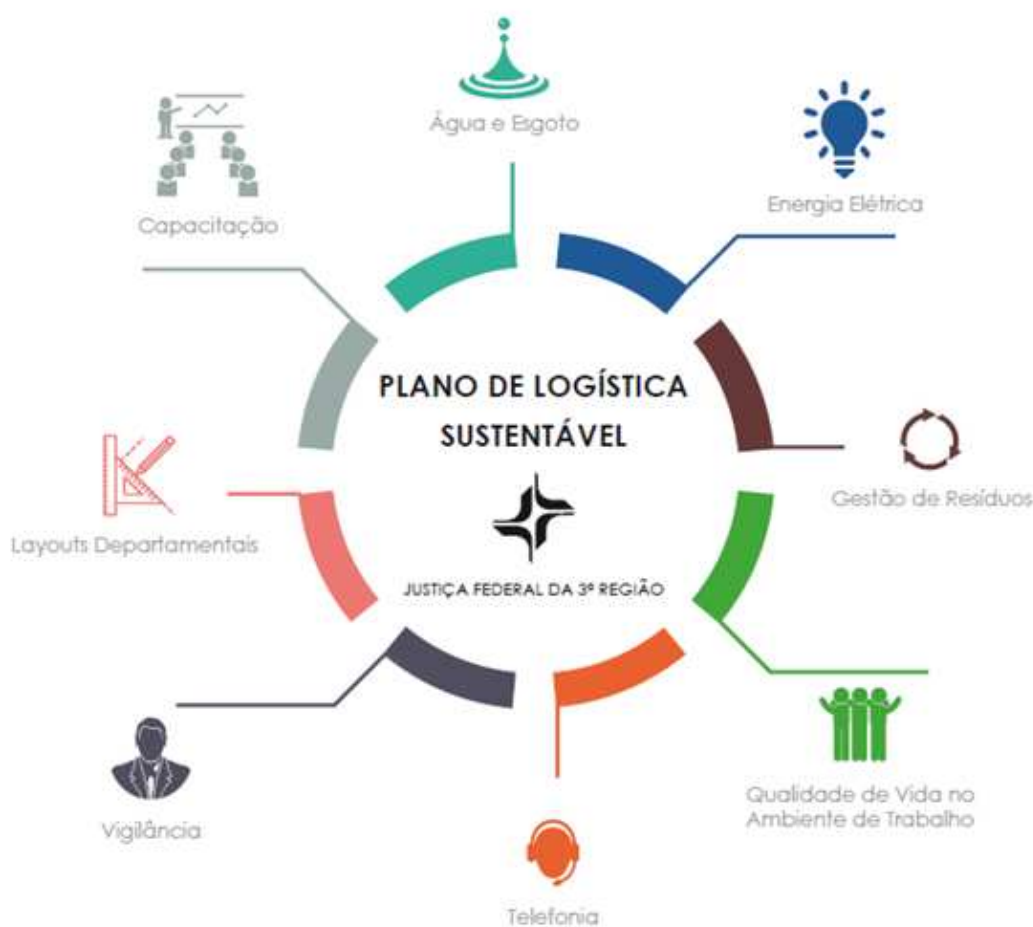 Água e Esgoto
Energia Elétrica
Capacitação
PLANO DE LOGÍSTICA
SUSTENTÁVEL
JUSTIÇA FEDERAL DA 3ª REGIÃO
Gestão de Resíduos
Layouts Departamentais
Qualidade de Vida no
Ambiente de Trabalho
Vigilância
Telefonia